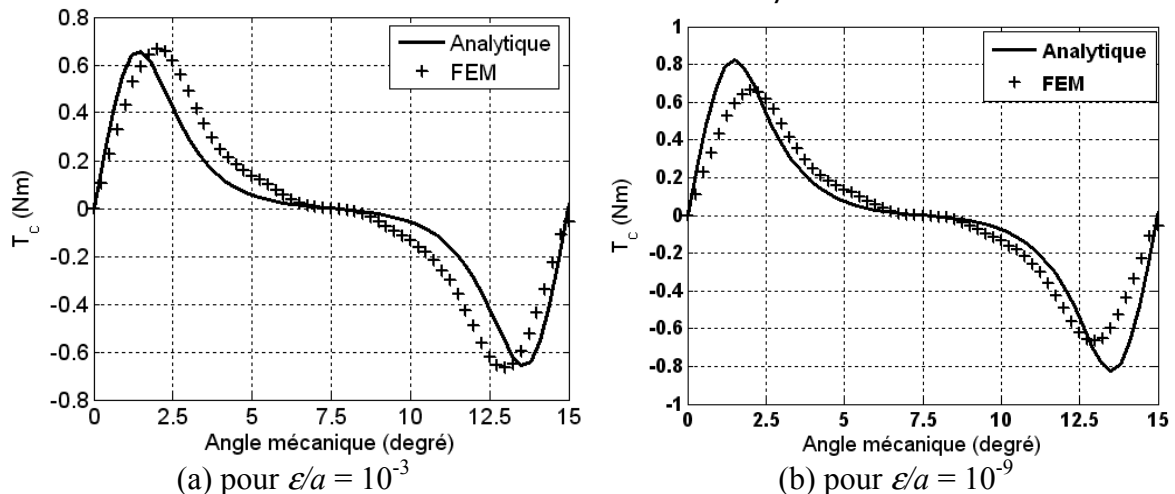 0.8
0.6
0.4
0.2
0
-0.2
-0.4
-0.6
-0.8
T_c (Nm)
Analytique
FEM
0 2.5 5 7.5 10 12.5 15
Angle mécanique (degré)
(a) pour ε/a = 10⁻³
1
0.8
0.6
0.4
0.2
0
-0.2
-0.4
-0.6
-0.8
-1
T_c (Nm)
Analytique
FEM
0 2.5 5 7.5 10 12.5 15
Angle mécanique (degré)
(b) pour ε/a = 10⁻⁹